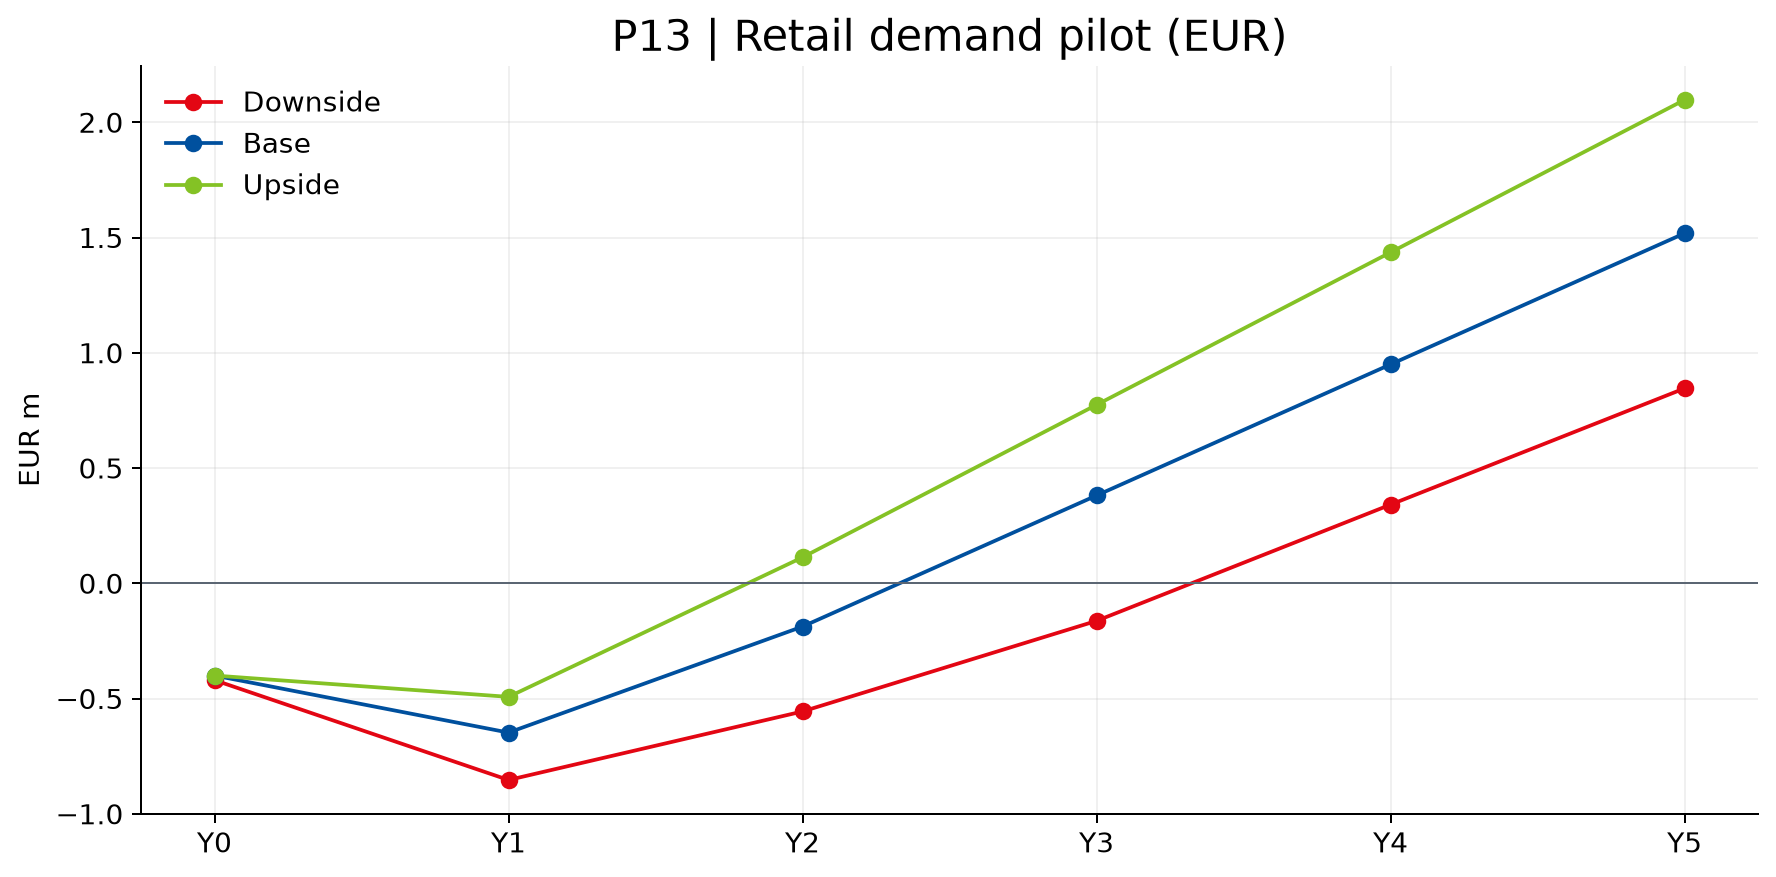 P13 | Retail demand pilot (EUR)
Downside
Base
Upside
EUR m
2.0
1.5
1.0
0.5
0.0
−0.5
−1.0
Y0
Y1
Y2
Y3
Y4
Y5